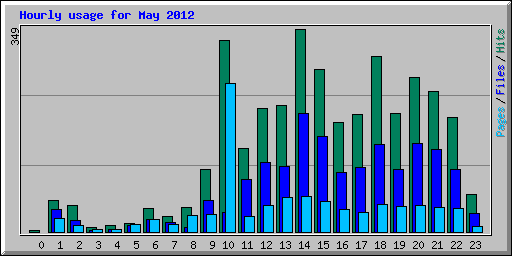 Hourly usage for May 2012
349
Pages/Files/Hits
0 1 2 3 4 5 6 7 8 9 10 11 12 13 14 15 16 17 18 19 20 21 22 23